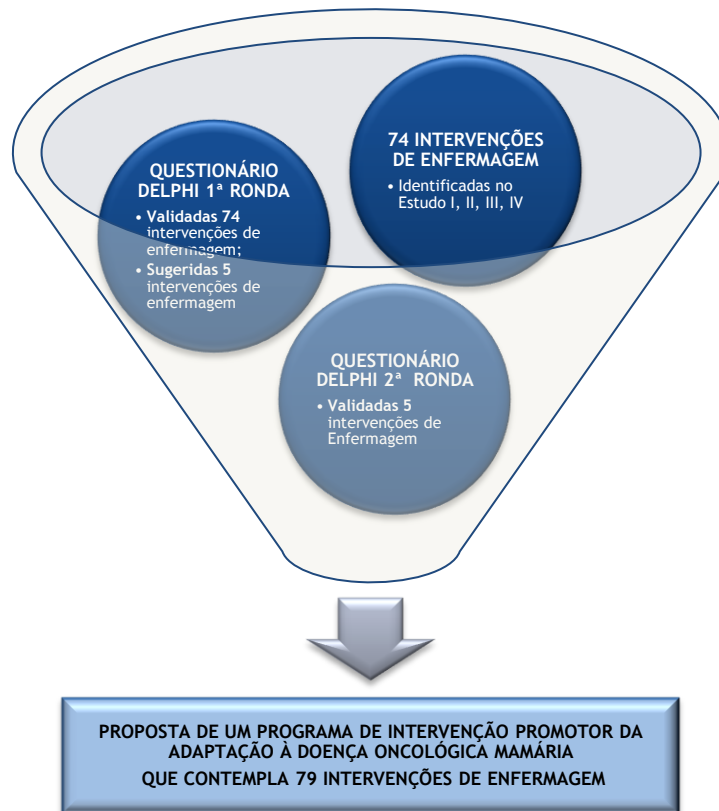 74 INTERVENÇÕES
DE ENFERMAGEM
• Identificadas no
Estudo I, II, III, IV
QUESTIONÁRIO
DELPHI 1ª RONDA
• Validadas 74
intervenções de
enfermagem;
• Sugeridas 5
intervenções de
enfermagem
QUESTIONÁRIO
DELPHI 2ª RONDA
• Validadas 5
intervenções de
Enfermagem
PROPOSTA DE UM PROGRAMA DE INTERVENÇÃO PROMOTOR DA
ADAPTAÇÃO À DOENÇA ONCOLÓGICA MAMÁRIA
QUE CONTEMPLA 79 INTERVENÇÕES DE ENFERMAGEM